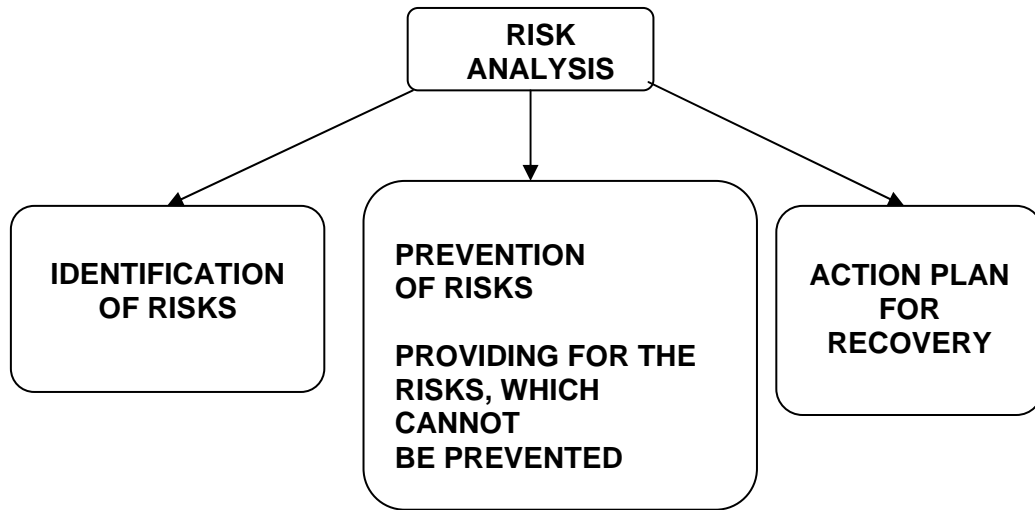 RISK
ANALYSIS
IDENTIFICATION
OF RISKS
PREVENTION
OF RISKS
PROVIDING FOR THE
RISKS, WHICH
CANNOT
BE PREVENTED
ACTION PLAN
FOR
RECOVERY